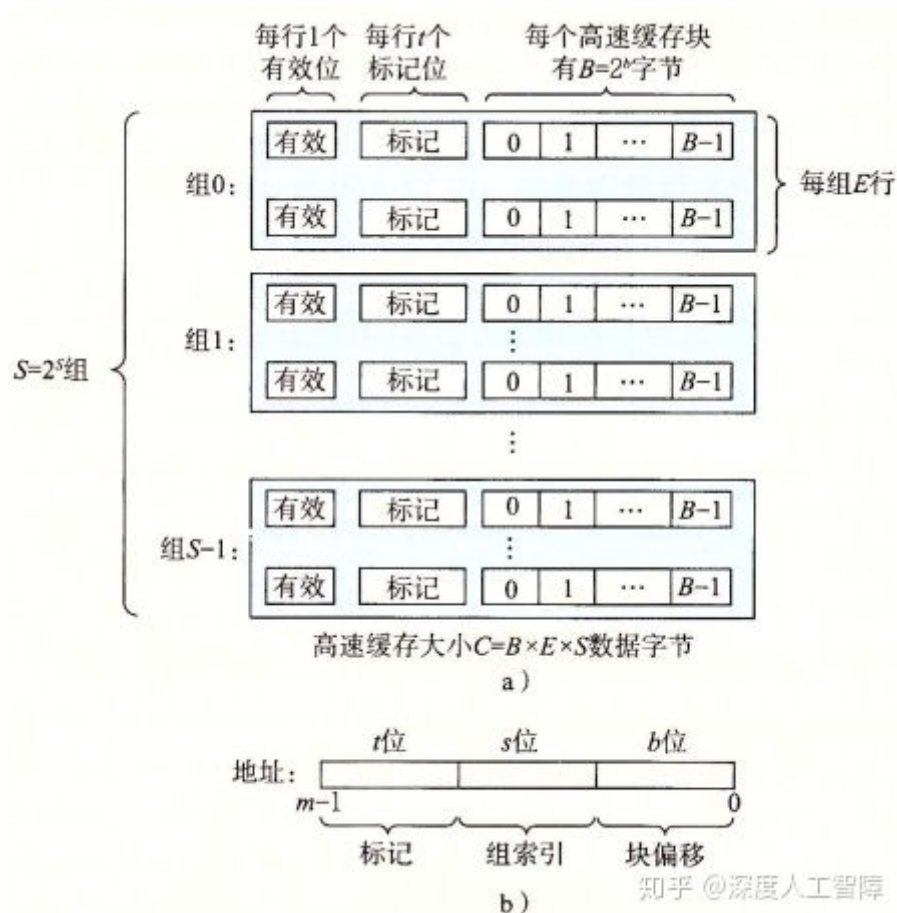 每行1个 每行t个 每个高速缓存块
有效位 标记位 有B=2ᵇ字节
有效 标记 0 1 … B-1
组0: 每组E行
有效 标记 0 1 … B-1
有效 标记 0 1 … B-1
组1: ⋮
S=2ˢ组
有效 标记 0 1 … B-1
⋮
有效 标记 0 1 … B-1
组S-1: ⋮
有效 标记 0 1 … B-1
高速缓存大小C=B×E×S数据字节
a)
t位 s位 b位
地址:
m-1 0
标记 组索引 块偏移
b)
知乎 @深度人工智障